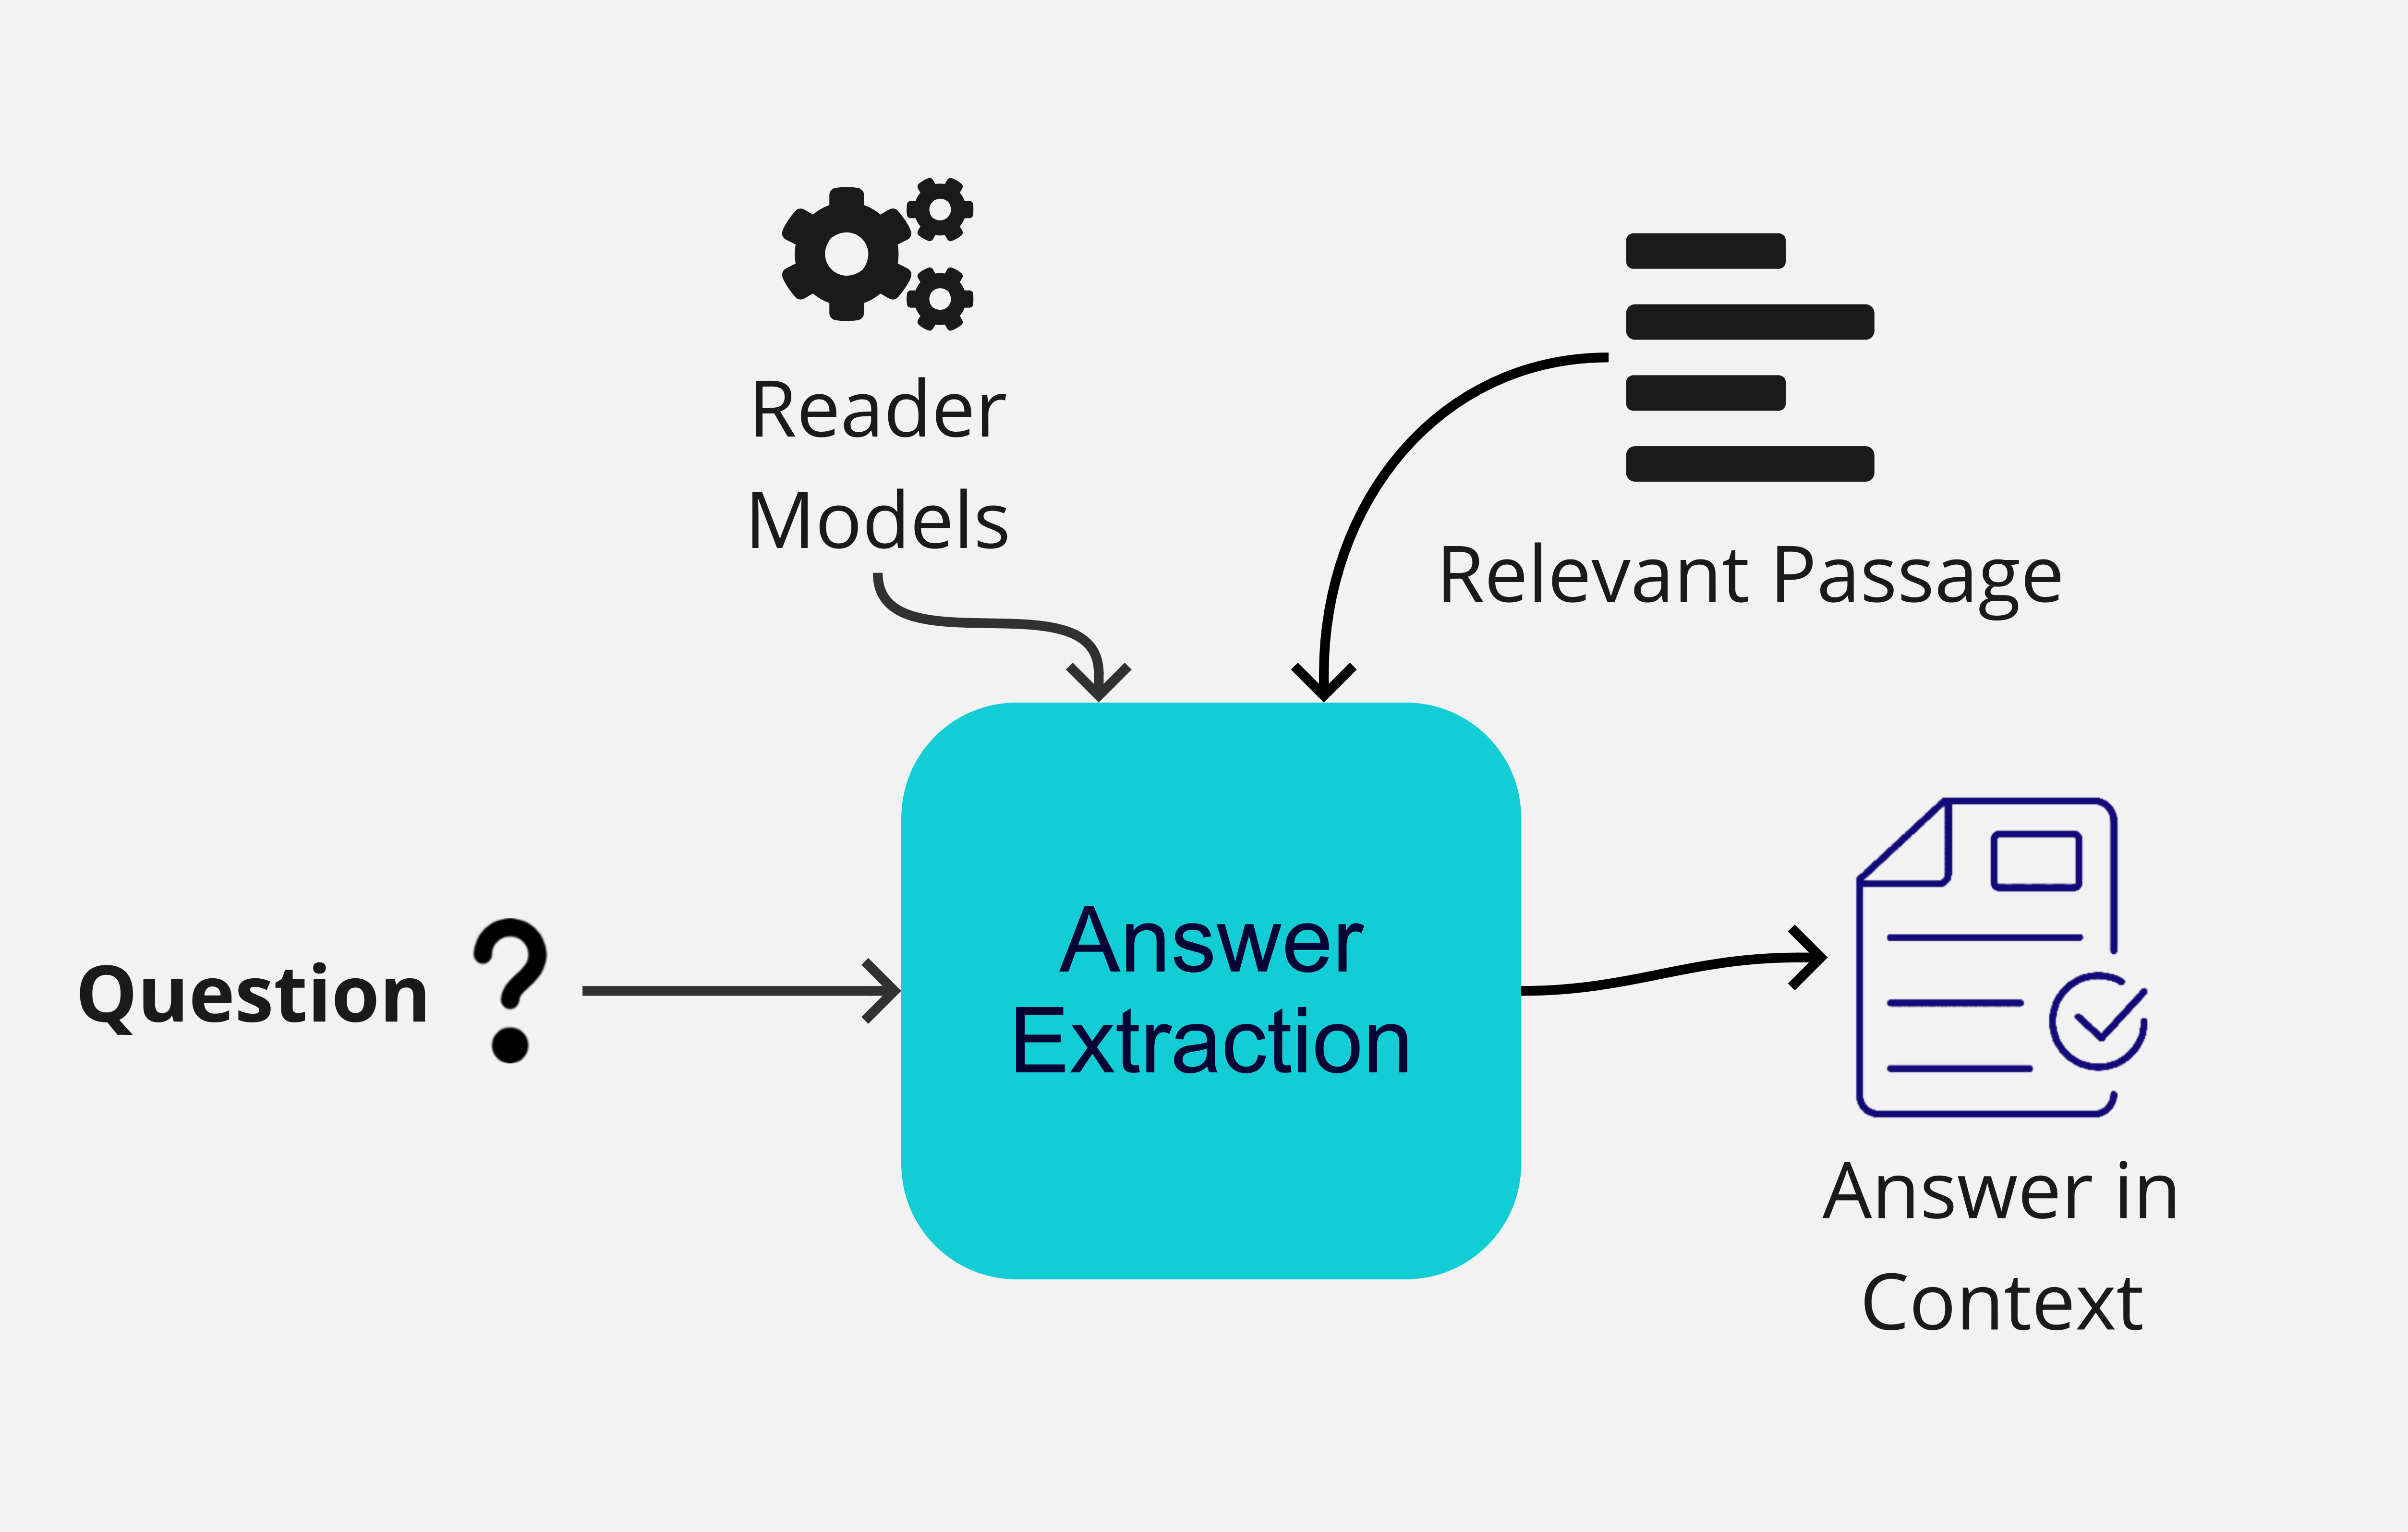 Reader
Models
Relevant Passage
Question ?
Answer
Extraction
Answer in
Context